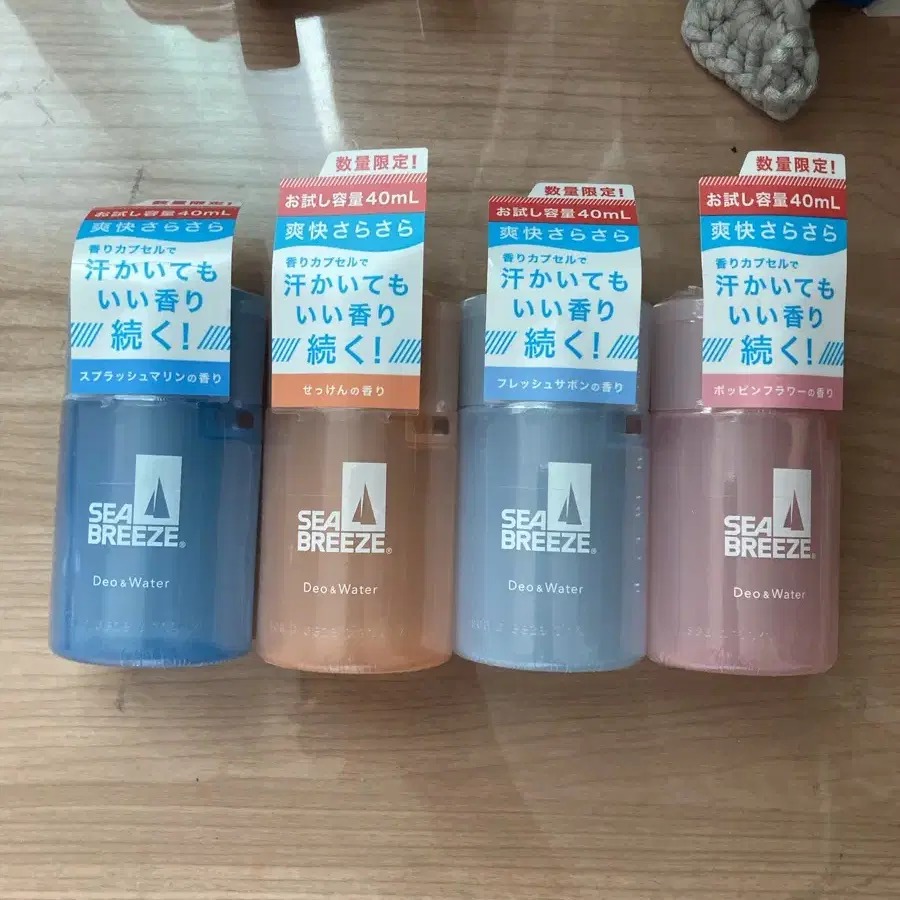 数量限定!
お試し容量40mL
爽快さらさら
香りカプセルで
汗かいても
いい香り
続く!
スプラッシュマリンの香り
SEA
BREEZE®
Deo & Water
数量限定!
お試し容量40mL
爽快さらさら
香りカプセルで
汗かいても
いい香り
続く!
せっけんの香り
SEA
BREEZE®
Deo & Water
数量限定!
お試し容量40mL
爽快さらさら
香りカプセルで
汗かいても
いい香り
続く!
フレッシュサボンの香り
SEA
BREEZE®
Deo & Water
数量限定!
お試し容量40mL
爽快さらさら
香りカプセルで
汗かいても
いい香り
続く!
ポッピンフラワーの香り
SEA
BREEZE®
Deo & Water